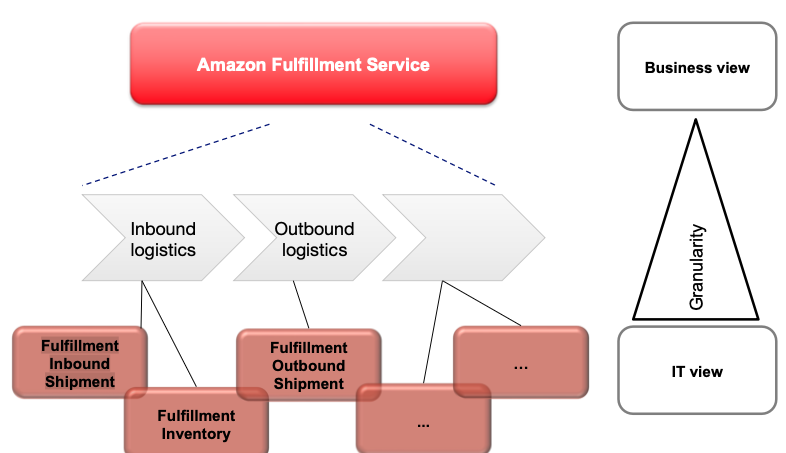 Amazon Fulfillment Service
Business view
Inbound
logistics
Outbound
logistics
Granularity
Fulfillment
Inbound
Shipment
Fulfillment
Outbound
Shipment
...
IT view
Fulfillment
Inventory
...